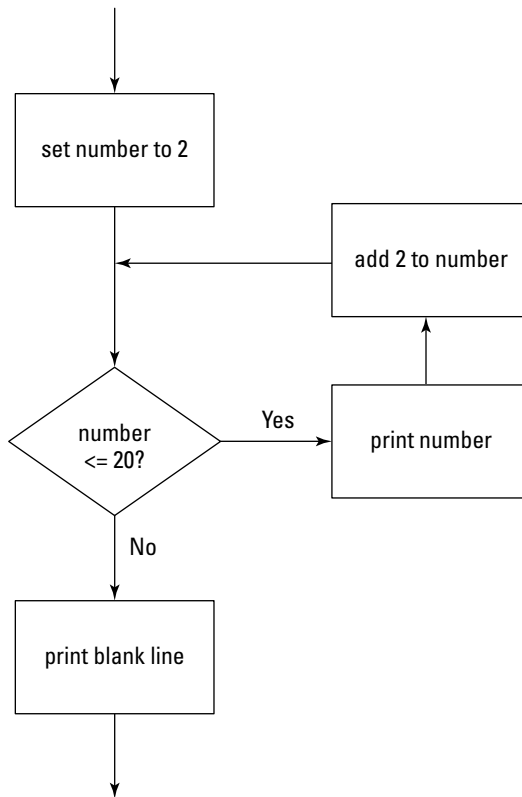 set number to 2
add 2 to number
number
<= 20?
Yes
print number
No
print blank line